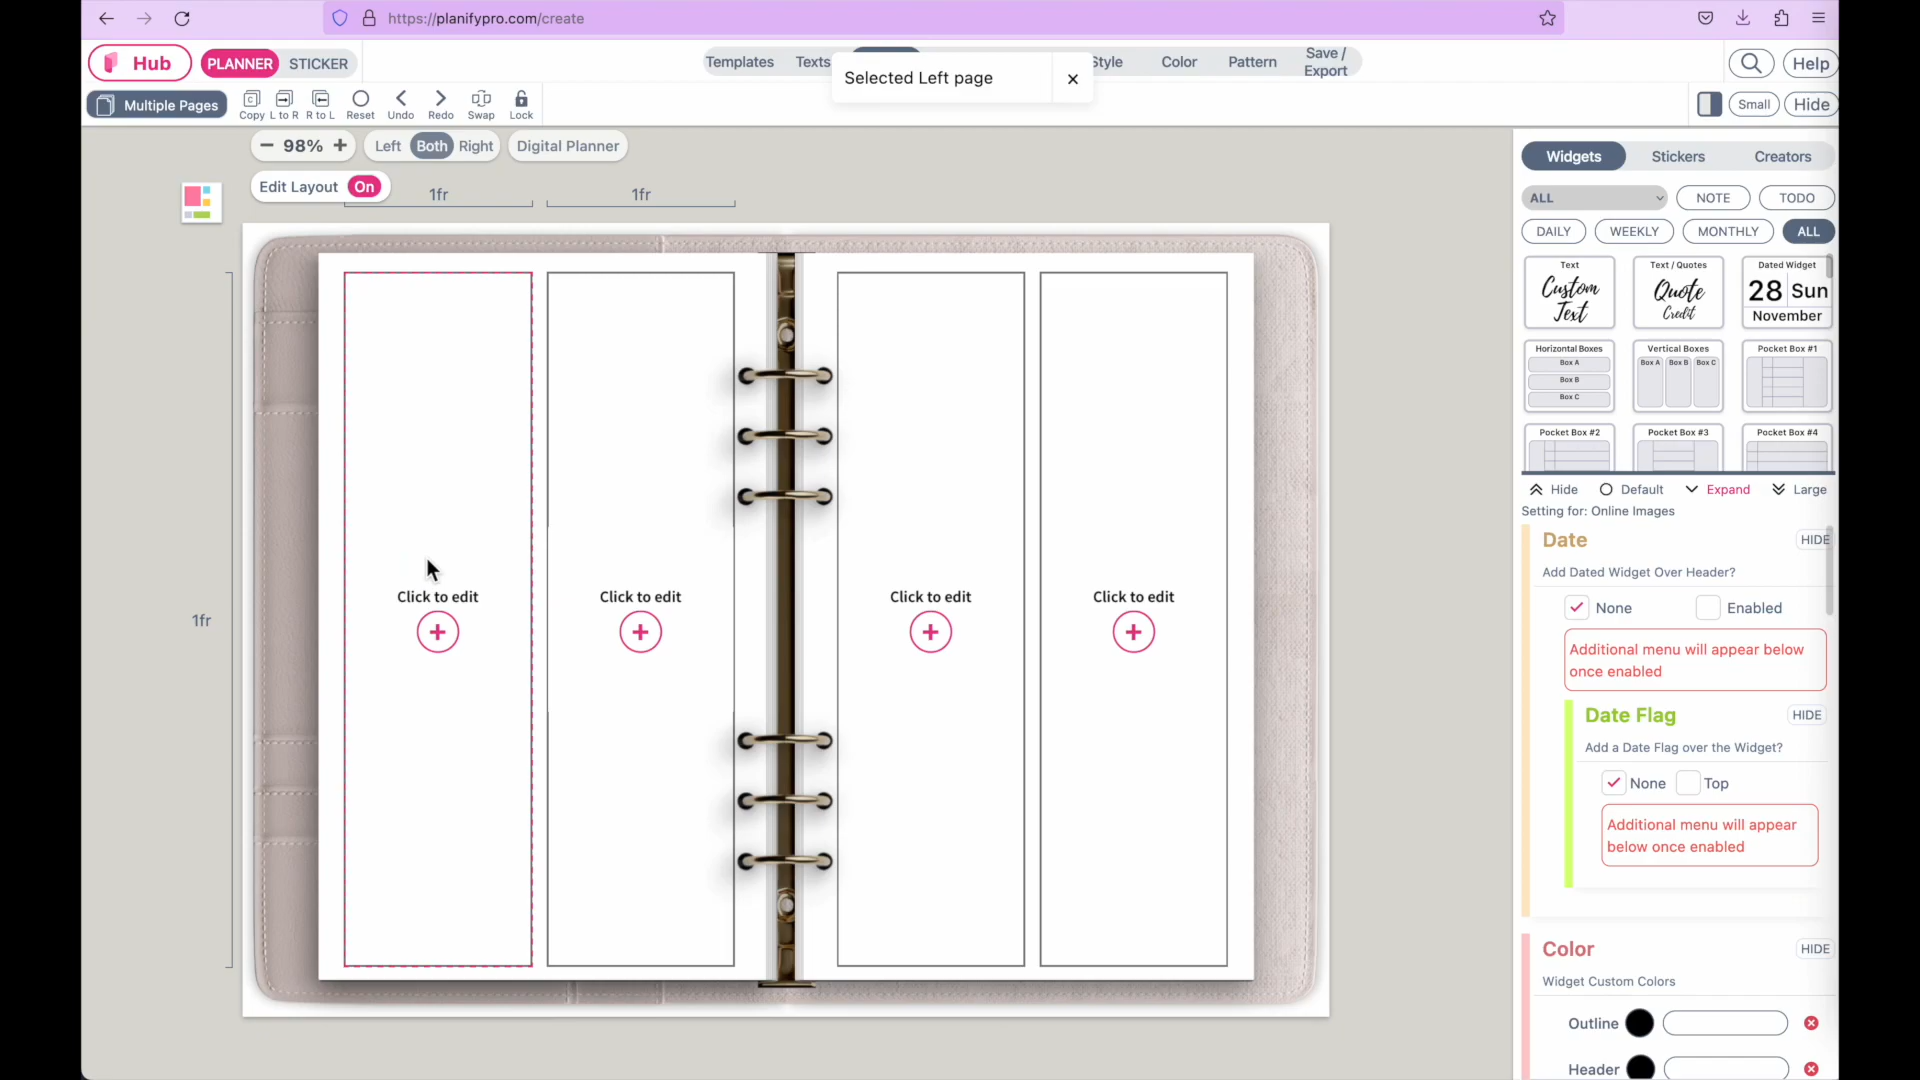 https://planifypro.com/create
Hub
PLANNER STICKER
Templates Texts Style Color Pattern Save / Export
Selected Left page
Help
Multiple Pages
Copy L to R R to L Reset Undo Redo Swap Lock
Small Hide
98%
Left Both Right
Digital Planner
Edit Layout On
1fr 1fr
1fr
Click to edit
Click to edit
Click to edit
Click to edit
Widgets Stickers Creators
ALL NOTE TODO
DAILY WEEKLY MONTHLY ALL
Text
Custom
Text
Text / Quotes
Quote
Credit
Dated Widget
28 Sun
November
Horizontal Boxes
Box A
Box B
Box C
Vertical Boxes
Box A Box B Box C
Pocket Box #1
Pocket Box #2
Pocket Box #3
Pocket Box #4
Hide Default Expand Large
Setting for: Online Images
Date HIDE
Add Dated Widget Over Header?
None Enabled
Additional menu will appear below
once enabled
Date Flag HIDE
Add a Date Flag over the Widget?
None Top
Additional menu will appear
below once enabled
Color HIDE
Widget Custom Colors
Outline
Header